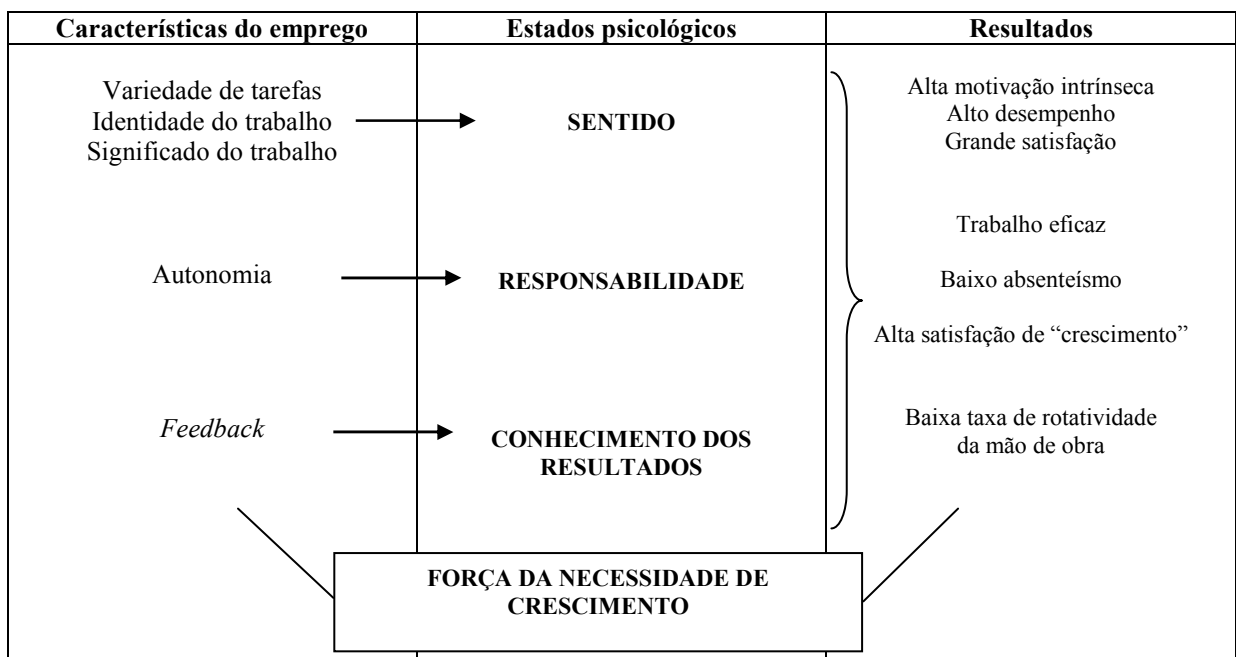 Características do emprego
Estados psicológicos
Resultados
Variedade de tarefas
Identidade do trabalho
Significado do trabalho
SENTIDO
Alta motivação intrínseca
Alto desempenho
Grande satisfação
Trabalho eficaz
Autonomia
RESPONSABILIDADE
Baixo absenteísmo
Alta satisfação de “crescimento”
Feedback
CONHECIMENTO DOS
RESULTADOS
Baixa taxa de rotatividade
da mão de obra
FORÇA DA NECESSIDADE DE
CRESCIMENTO